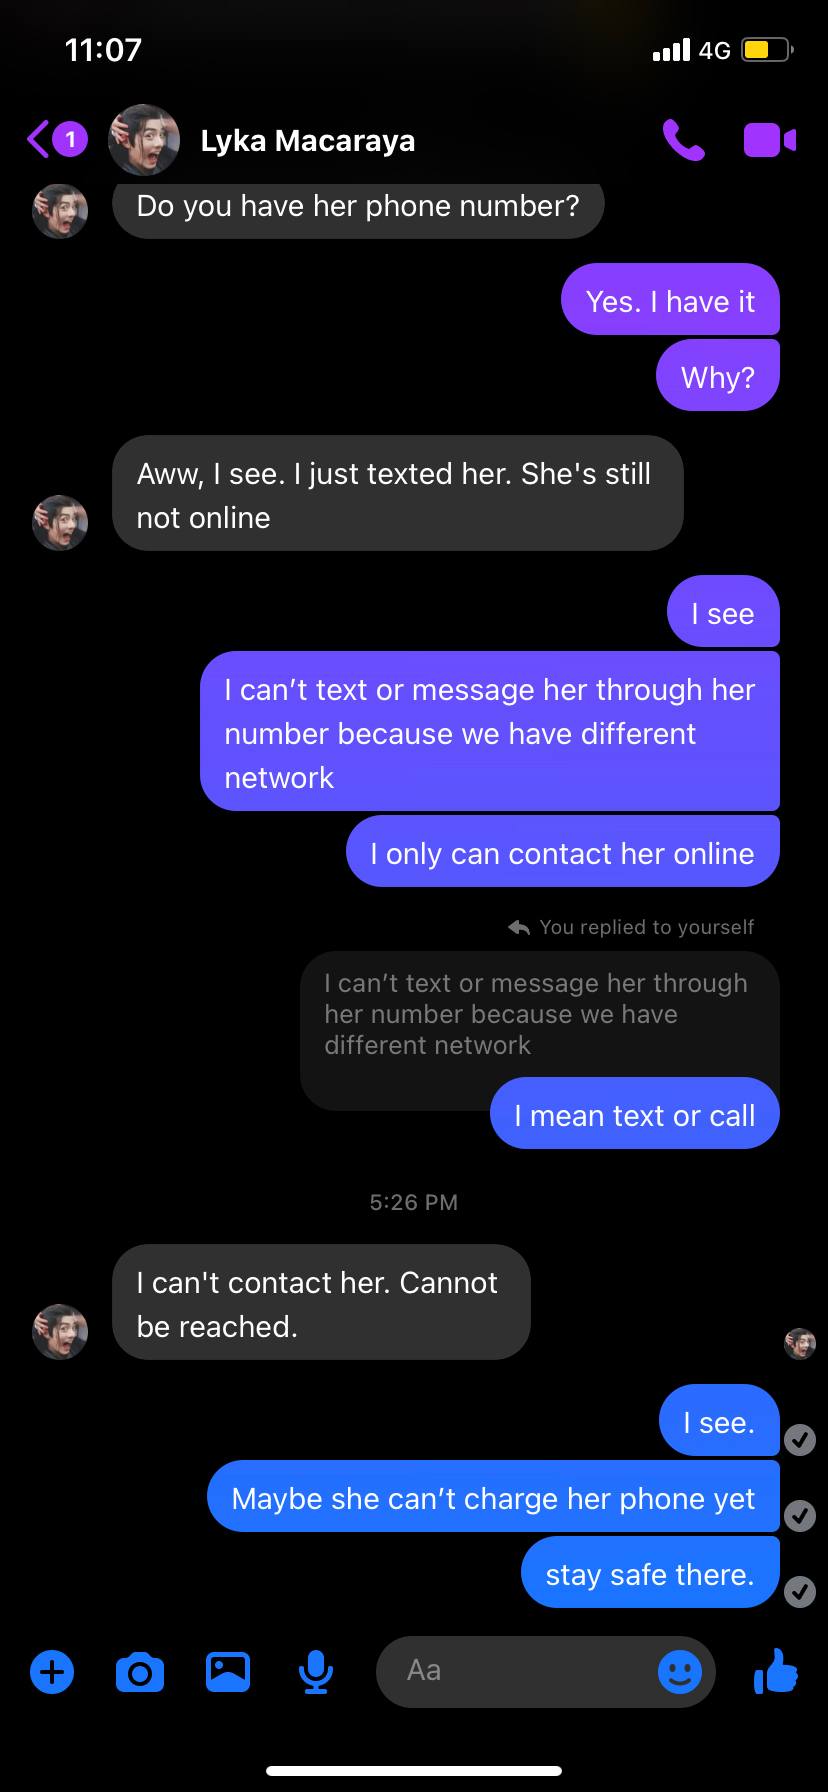 11:07
4G
1
Lyka Macaraya
Do you have her phone number?
Yes. I have it
Why?
Aww, I see. I just texted her. She's still
not online
I see
I can’t text or message her through her
number because we have different
network
I only can contact her online
You replied to yourself
I can’t text or message her through
her number because we have
different network
I mean text or call
5:26 PM
I can't contact her. Cannot
be reached.
I see.
Maybe she can’t charge her phone yet
stay safe there.
Aa